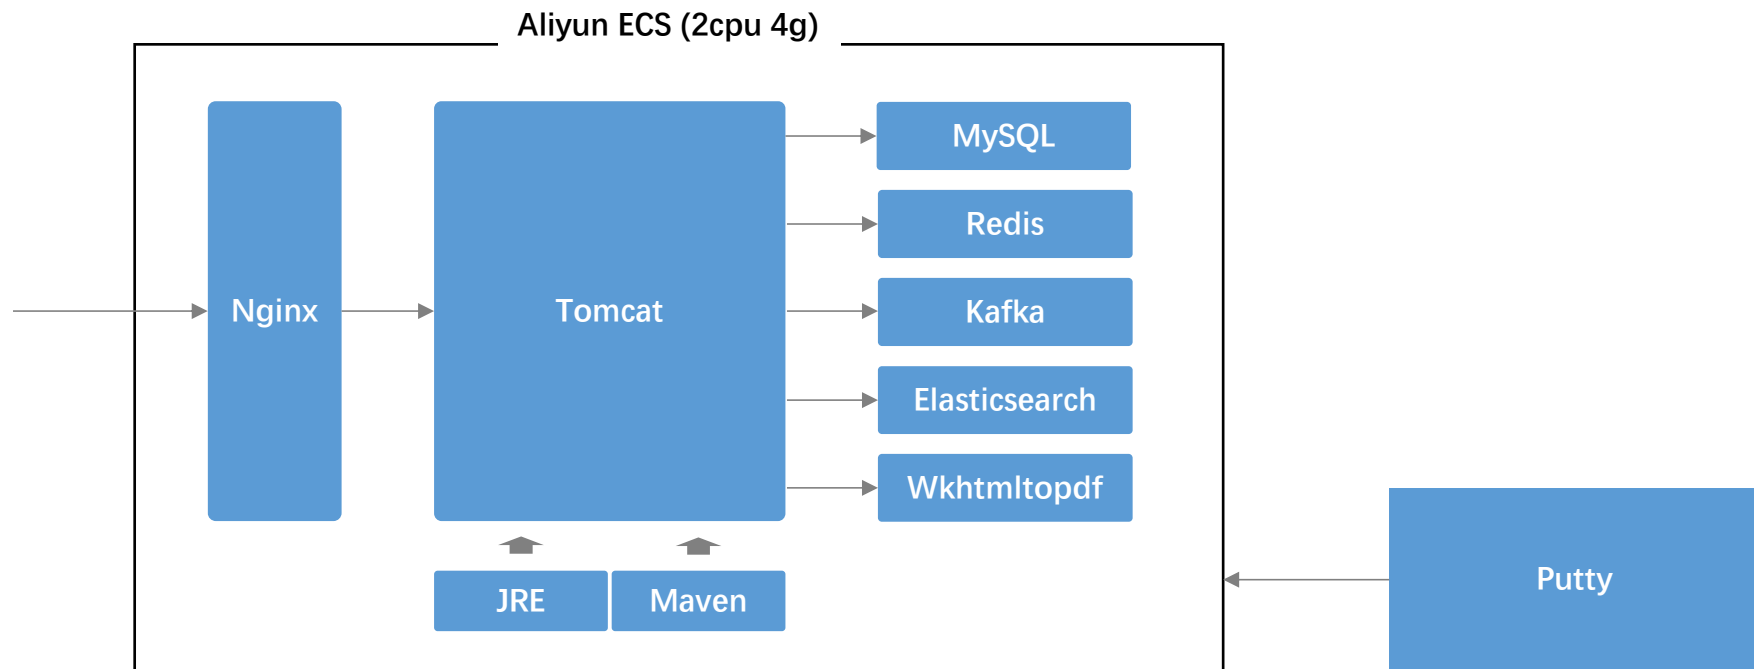 Aliyun ECS (2cpu 4g)
Nginx
Tomcat
MySQL
Redis
Kafka
Elasticsearch
Wkhtmltopdf
JRE
Maven
Putty